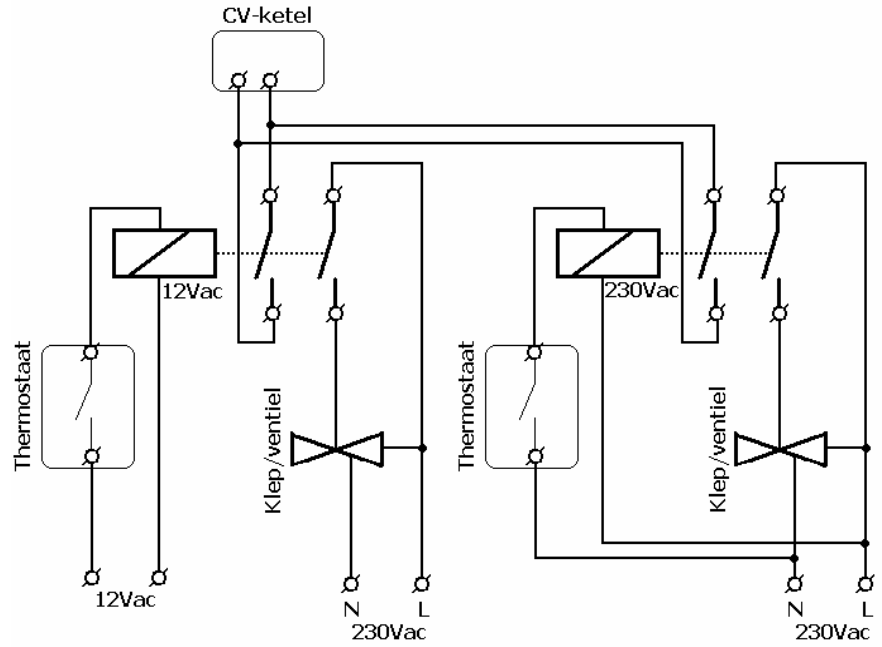 CV-ketel
12Vac
230Vac
Thermostaat
Klep/ventiel
Thermostaat
Klep/ventiel
12Vac
N L
230Vac
N L
230Vac